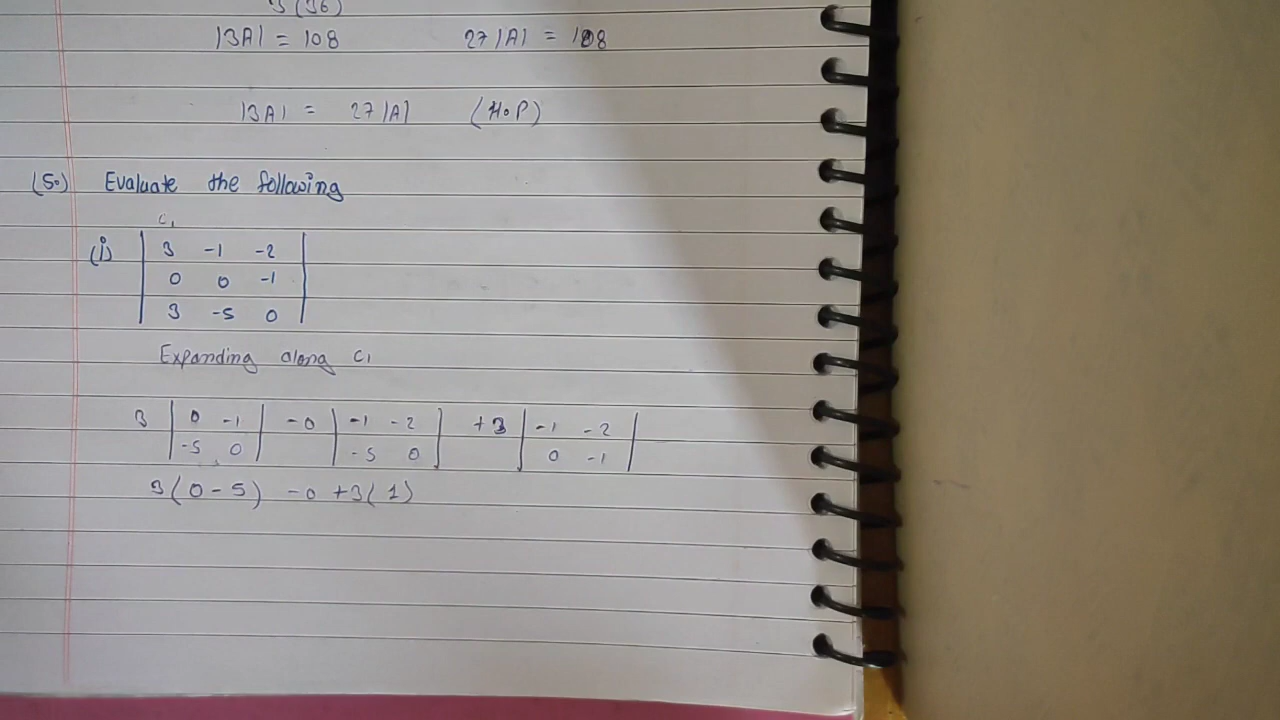 3(36)
|3A| = 108 27|A| = 108
|3A| = 27|A| (H.P)
(5.) Evaluate the following
C₁
(i) | 3 -1 -2 |
| 0 0 -1 |
| 3 -5 0 |
Expanding along C₁
3 | 0 -1 | -0 | -1 -2 | +3 | -1 -2 |
| -5 0 | | -5 0 | | 0 -1 |
3(0-5) -0 +3(1)